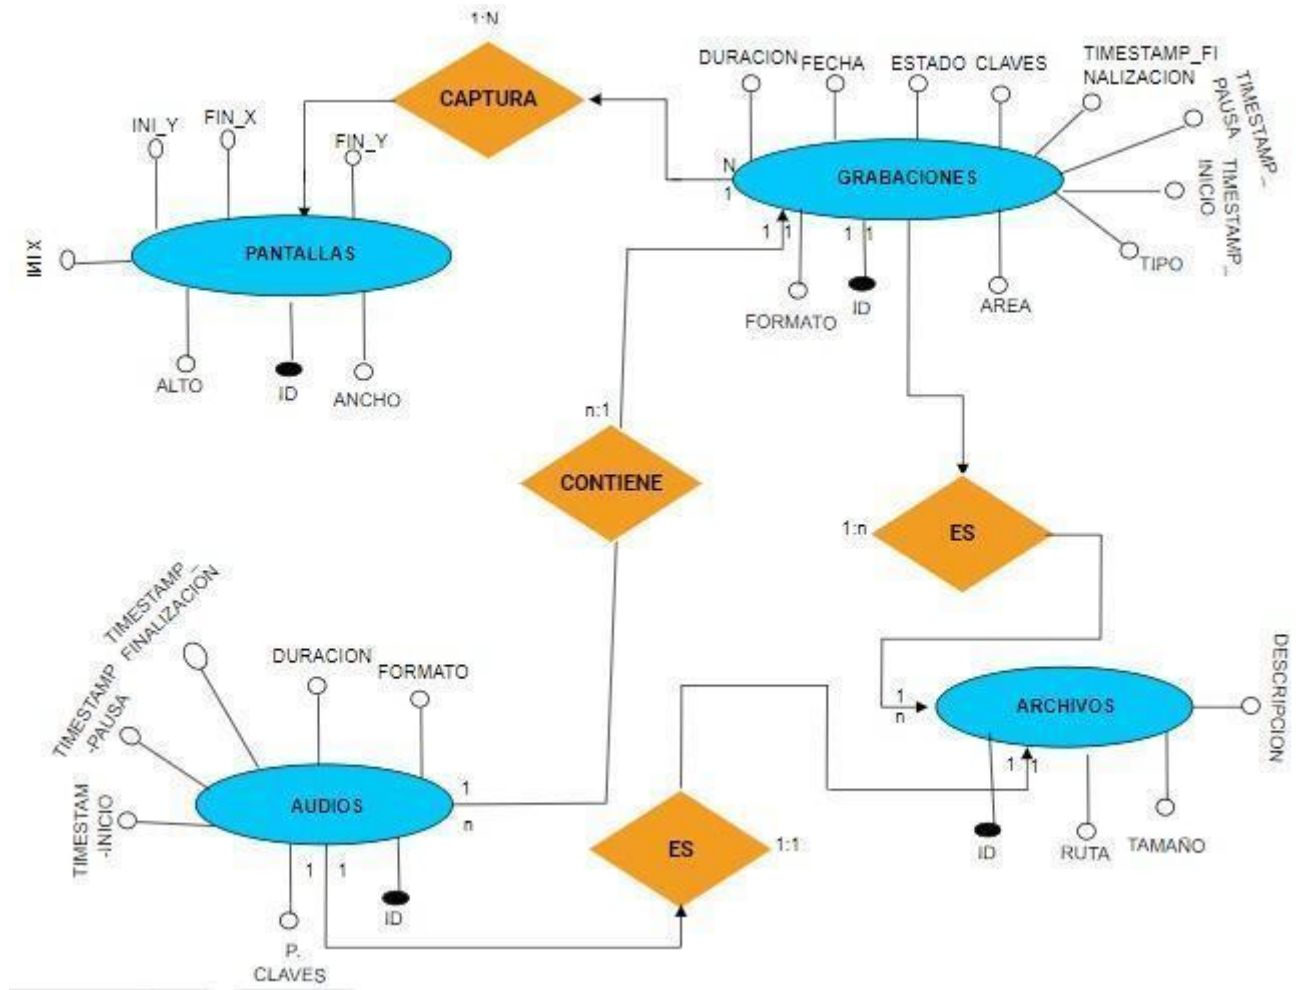 1:N
CAPTURA
DURACION
FECHA
ESTADO
CLAVES
TIMESTAMP_FI
NALIZACION
TIMESTAMP_
PAUSA
TIMESTAMP_
INICIO
TIPO
N
1
GRABACIONES
1 1
1 1
FORMATO
ID
AREA
INI_Y
FIN_X
FIN_Y
INI X
PANTALLAS
ALTO
ID
ANCHO
n:1
CONTIENE
1:n
ES
TIMESTAMP_
FINALIZACION
TIMESTAMP
-PAUSA
TIMESTAM
-INICIO
DURACION
FORMATO
AUDIOS
1
n
1 1
ID
P.
CLAVES
ES
1:1
1
n
ARCHIVOS
DESCRIPCION
1 1
ID
RUTA
TAMAÑO